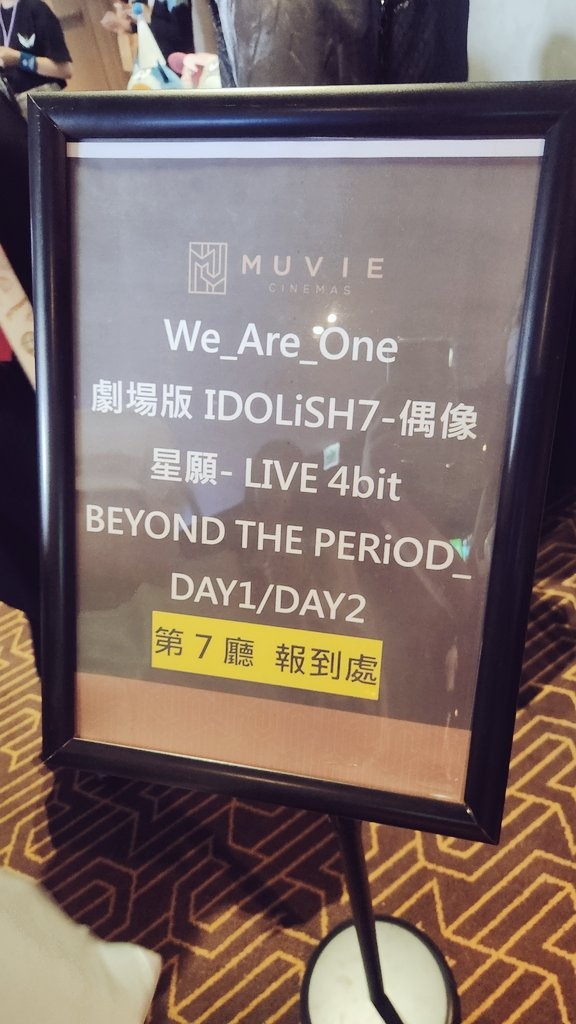 MUVIE
CINEMAS
We_Are_One
劇場版 IDOLiSH7-偶像
星願- LIVE 4bit
BEYOND THE PERiOD_
DAY1/DAY2
第 7 廳 報到處